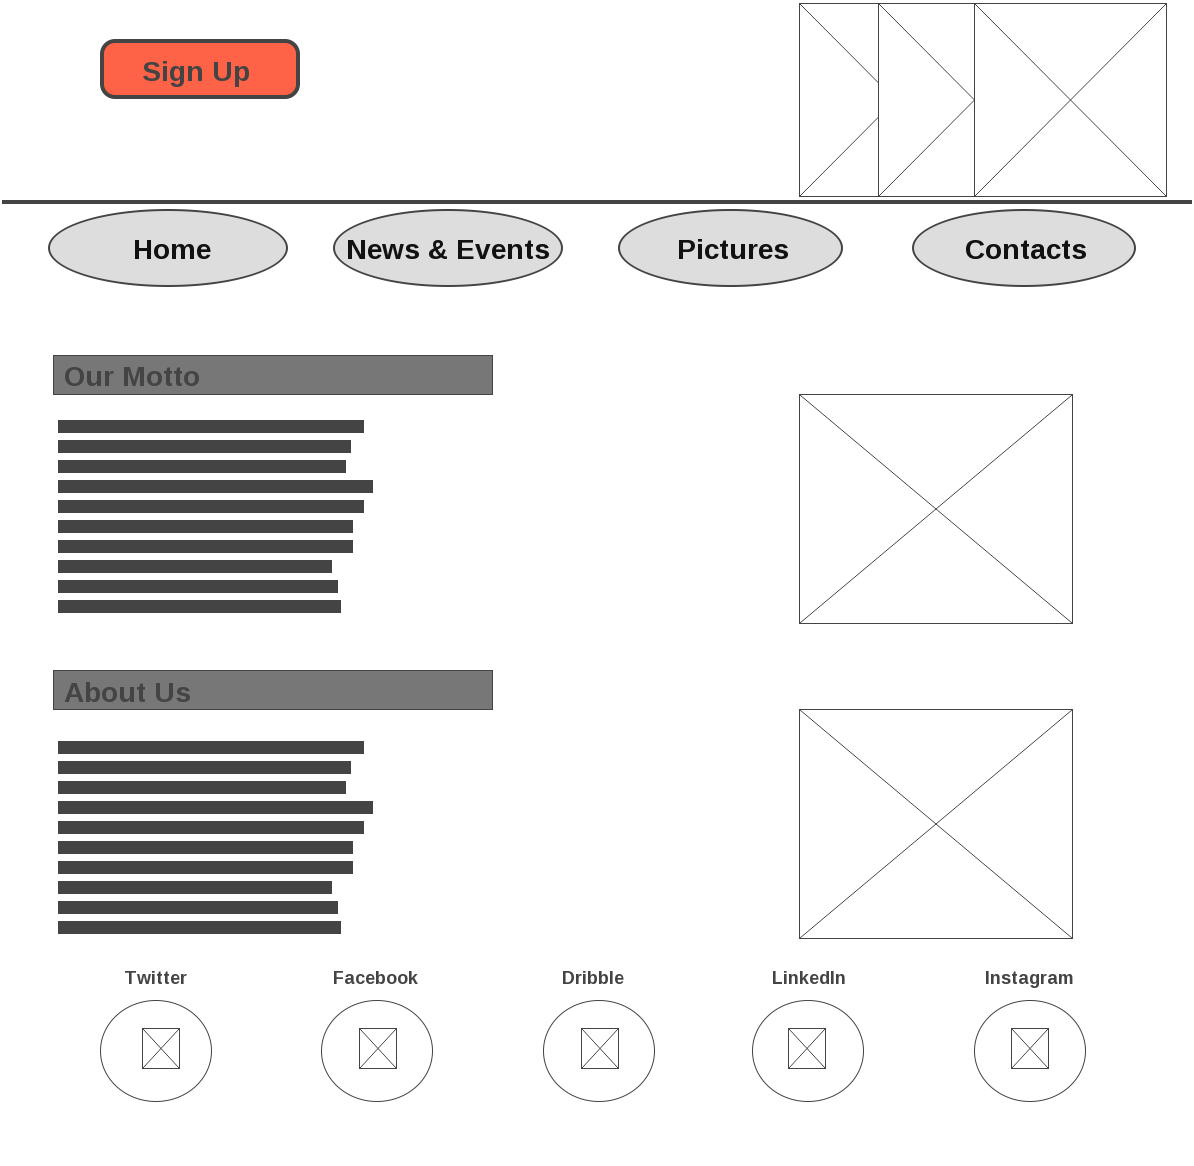 Sign Up
Home
News & Events
Pictures
Contacts
Our Motto
About Us
Twitter
Facebook
Dribble
LinkedIn
Instagram